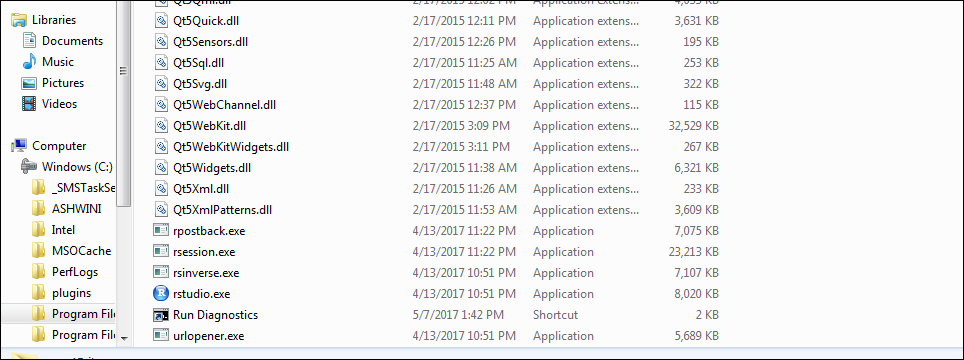 Qt5Qml.dll 2/17/2015 12:02 PM Application extens... 4,053 KB
Libraries
Qt5Quick.dll 2/17/2015 12:11 PM Application extens... 3,631 KB
Documents
Qt5Sensors.dll 2/17/2015 12:26 PM Application extens... 195 KB
Music
Qt5Sql.dll 2/17/2015 11:25 AM Application extens... 253 KB
Pictures
Qt5Svg.dll 2/17/2015 11:48 AM Application extens... 322 KB
Videos
Qt5WebChannel.dll 2/17/2015 12:37 PM Application extens... 115 KB
Qt5WebKit.dll 2/17/2015 3:09 PM Application extens... 32,529 KB
Computer
Qt5WebKitWidgets.dll 2/17/2015 3:11 PM Application extens... 267 KB
Windows (C:)
Qt5Widgets.dll 2/17/2015 11:38 AM Application extens... 6,321 KB
_SMSTaskSe
Qt5Xml.dll 2/17/2015 11:26 AM Application extens... 233 KB
ASHWINI
Qt5XmlPatterns.dll 2/17/2015 11:53 AM Application extens... 3,609 KB
Intel
rpostback.exe 4/13/2017 11:22 PM Application 7,075 KB
MSOCache
rsession.exe 4/13/2017 11:22 PM Application 23,213 KB
PerfLogs
rsinverse.exe 4/13/2017 10:51 PM Application 7,107 KB
plugins
rstudio.exe 4/13/2017 10:51 PM Application 8,020 KB
Program File
Run Diagnostics 5/7/2017 1:42 PM Shortcut 2 KB
Program File
urlopener.exe 4/13/2017 10:51 PM Application 5,689 KB